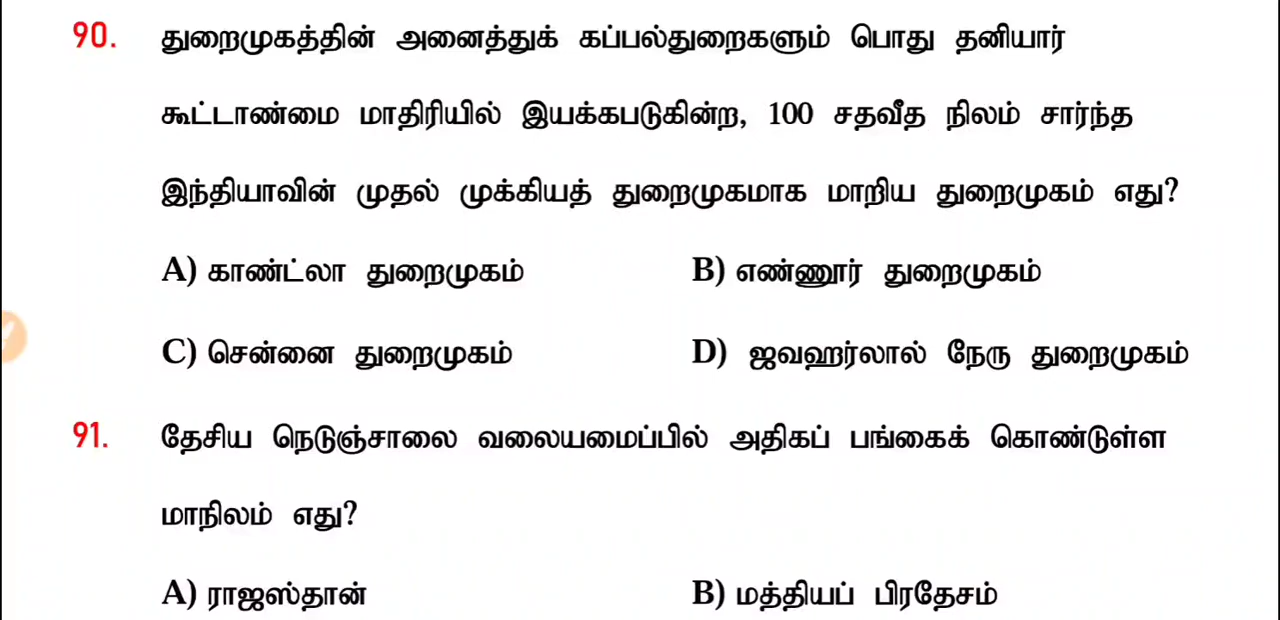 90. துறைமுகத்தின் அனைத்துக் கப்பல்துறைகளும் பொது தனியார்
கூட்டாண்மை மாதிரியில் இயக்கபடுகின்ற, 100 சதவீத நிலம் சார்ந்த
இந்தியாவின் முதல் முக்கியத் துறைமுகமாக மாறிய துறைமுகம் எது?
A) காண்ட்லா துறைமுகம் B) எண்ணூர் துறைமுகம்
C) சென்னை துறைமுகம் D) ஜவஹர்லால் நேரு துறைமுகம்
91. தேசிய நெடுஞ்சாலை வலையமைப்பில் அதிகப் பங்கைக் கொண்டுள்ள
மாநிலம் எது?
A) ராஜஸ்தான் B) மத்தியப் பிரதேசம்